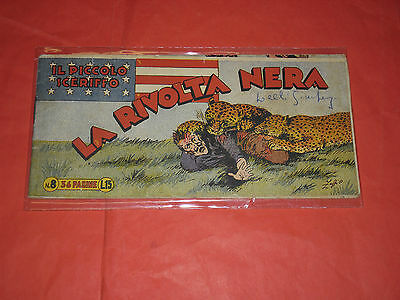 IL PICCOLO
SCERIFFO
LA RIVOLTA NERA
N.8 36 PAGINE L.15